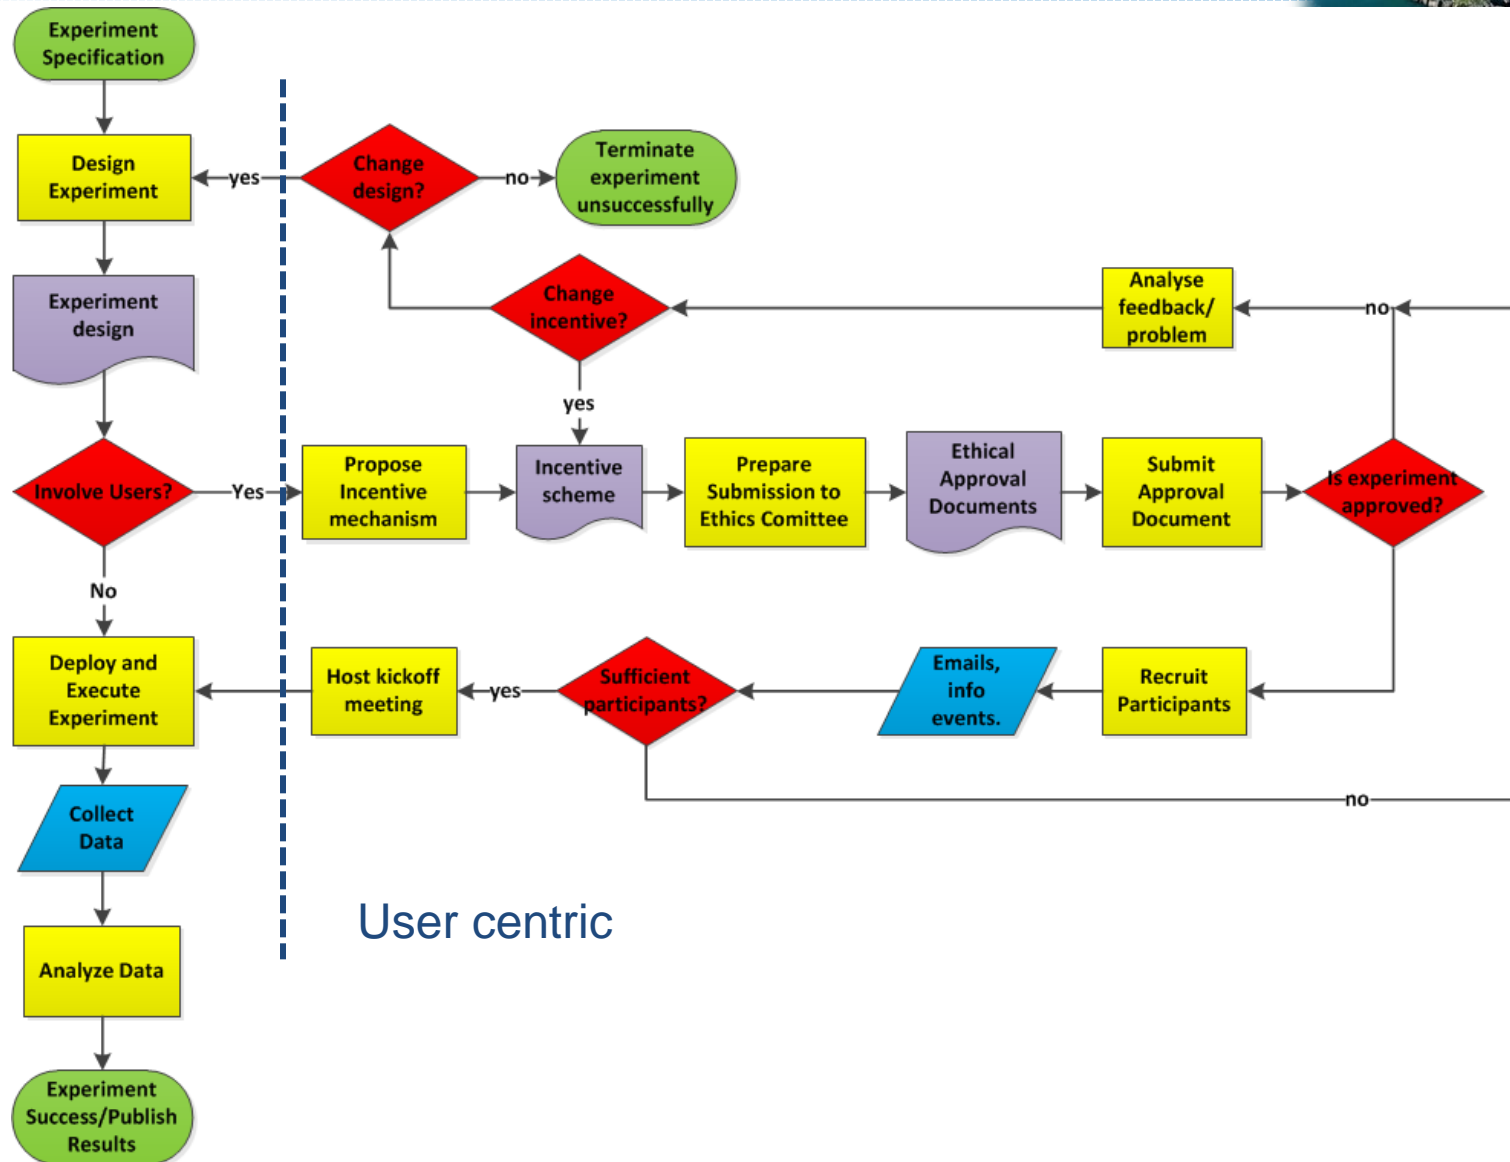 Experiment
Specification
Design
Experiment
yes
Change
design?
no
Terminate
experiment
unsuccessfully
Experiment
design
Change
incentive?
Analyse
feedback/
problem
no
yes
Involve Users?
Yes
Propose
Incentive
mechanism
Incentive
scheme
Prepare
Submission to
Ethics Comittee
Ethical
Approval
Documents
Submit
Approval
Document
Is experiment
approved?
No
Deploy and
Execute
Experiment
Host kickoff
meeting
yes
Sufficient
participants?
Emails,
info
events.
Recruit
Participants
no
Collect
Data
User centric
Analyze Data
Experiment
Success/Publish
Results